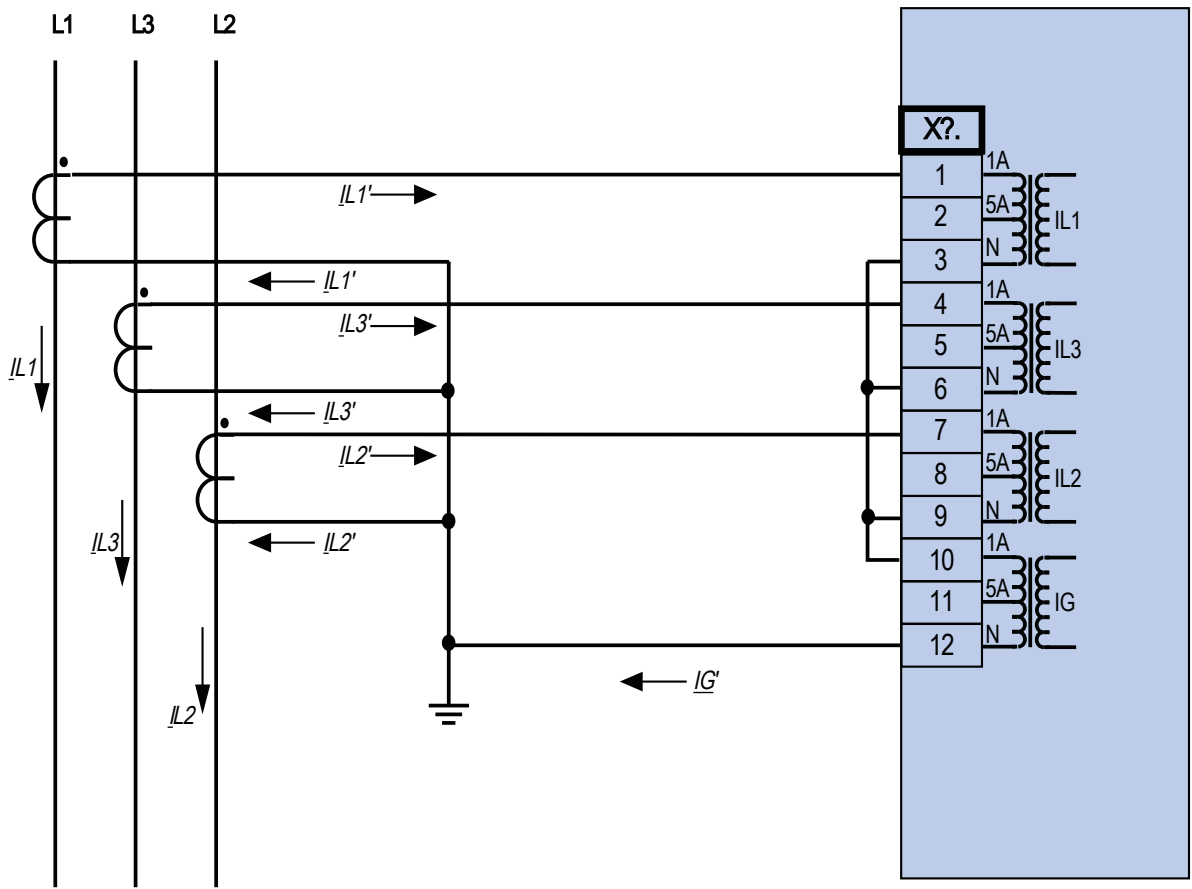 L1 L3 L2
X?.
1 1A
IL1'
2 5A IL1
3 N
IL1'
4 1A
IL3'
5 5A IL3
IL1
6 N
IL3'
7 1A
IL2'
8 5A IL2
9 N
IL3 IL2'
10 1A
11 5A IG
12 N
IG'
IL2